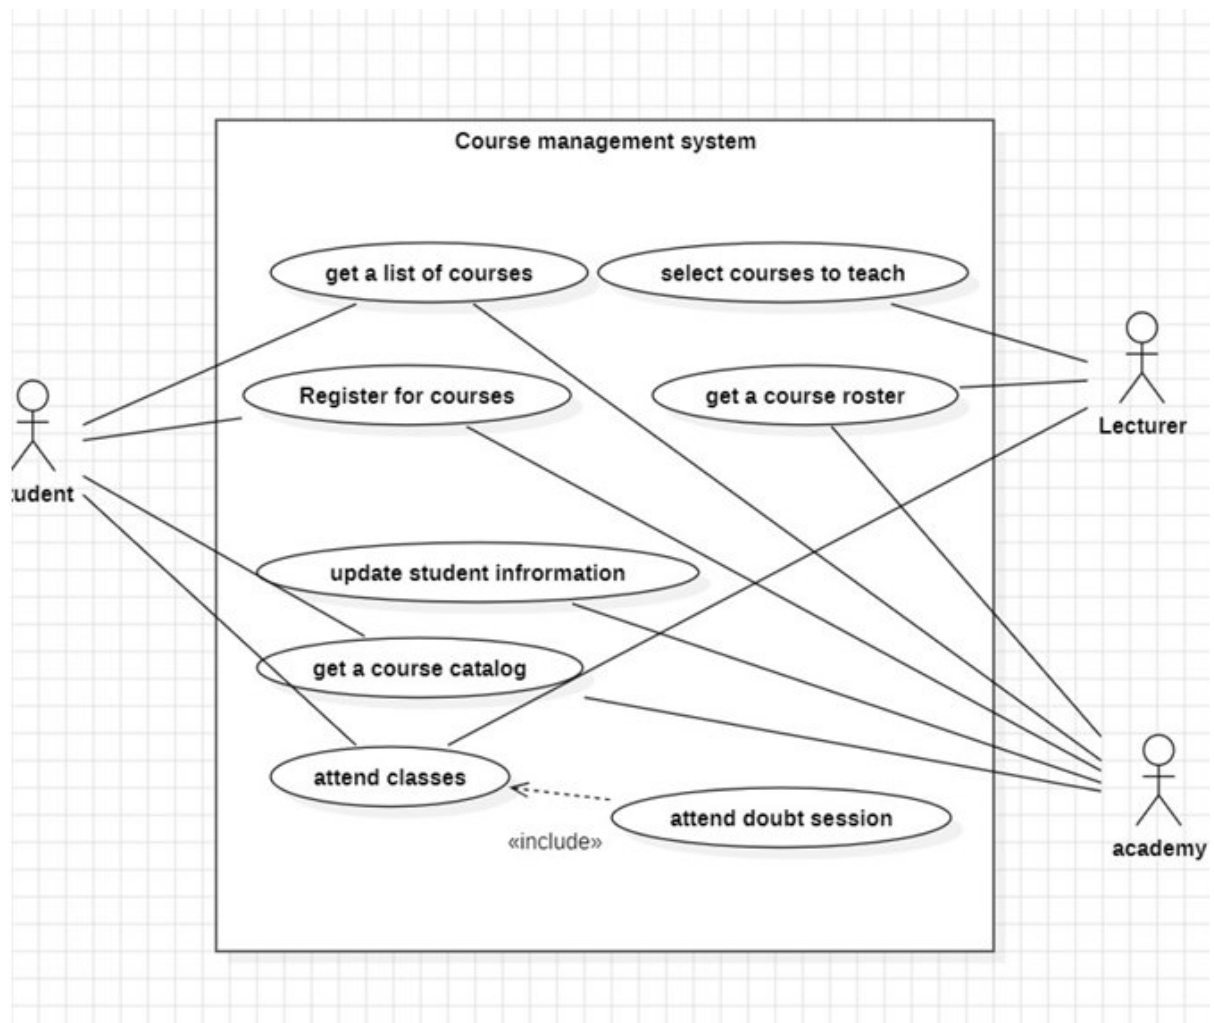 Course management system
get a list of courses
select courses to teach
Register for courses
get a course roster
Lecturer
tudent
update student infrormation
get a course catalog
attend classes
attend doubt session
«include»
academy